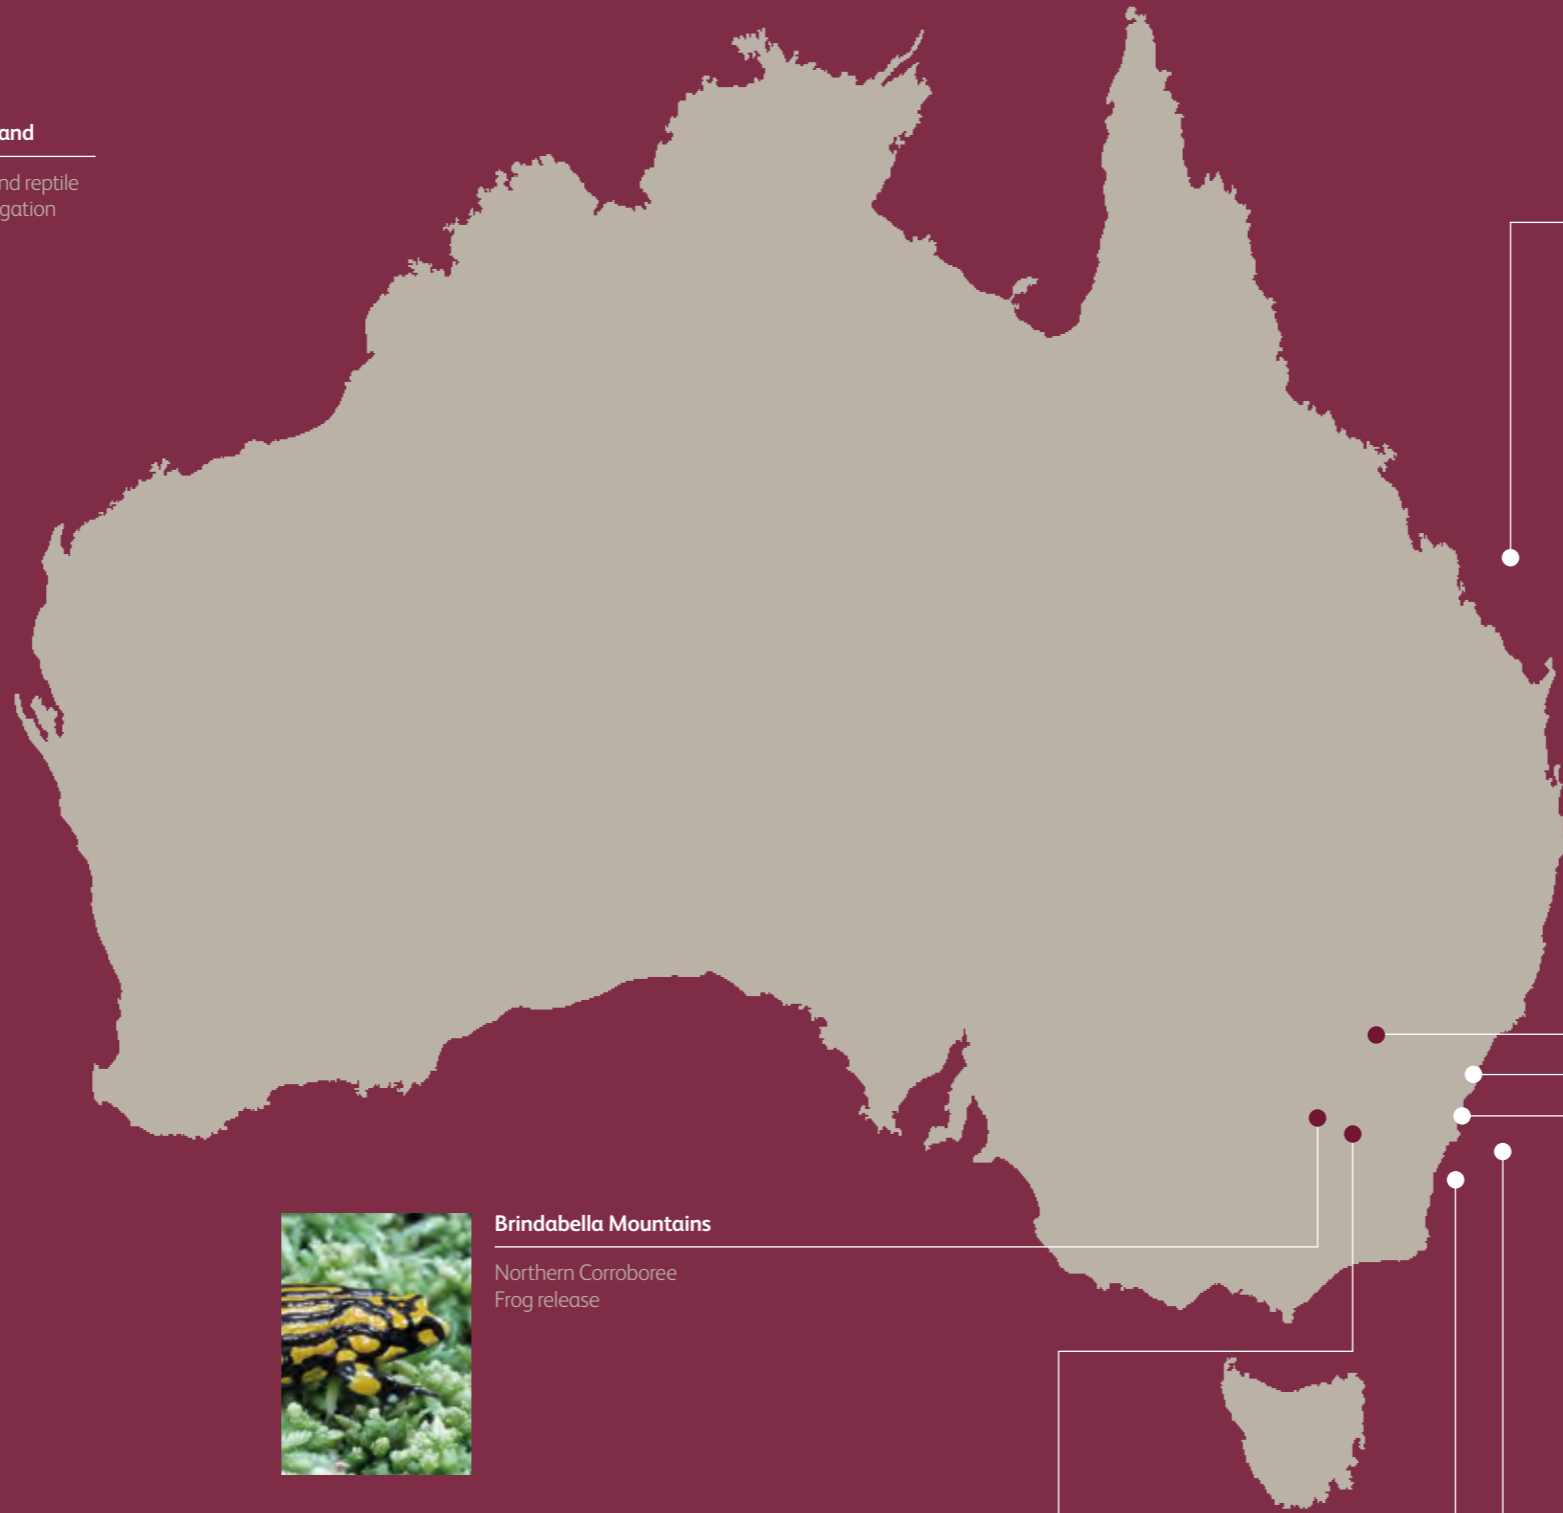 and
nd reptile
gation
Brindabella Mountains
Northern Corroboree
Frog release